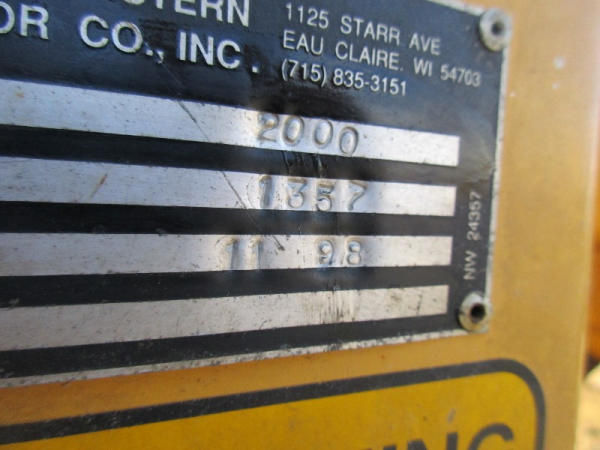 STERN
OR CO., INC.
1125 STARR AVE
EAU CLAIRE, WI 54703
(715) 835-3151
2000
1357
11 98
NW 24357